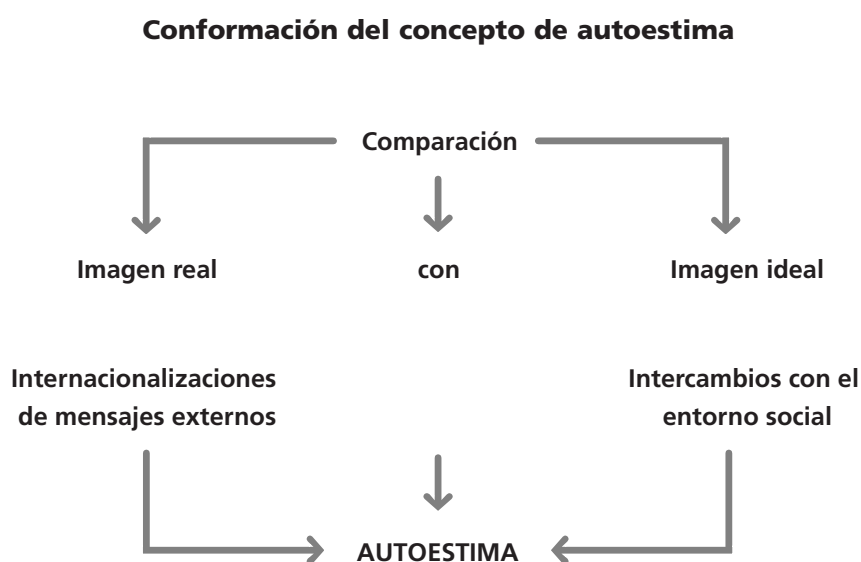 Conformación del concepto de autoestima
Comparación
Imagen real
con
Imagen ideal
Internacionalizaciones
de mensajes externos
Intercambios con el
entorno social
AUTOESTIMA